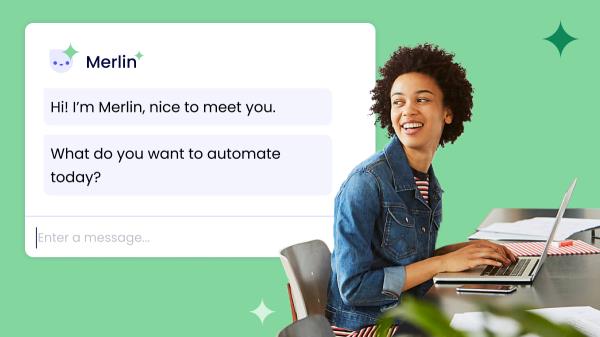 Merlin
Hi! I'm Merlin, nice to meet you.
What do you want to automate
today?
Enter a message...